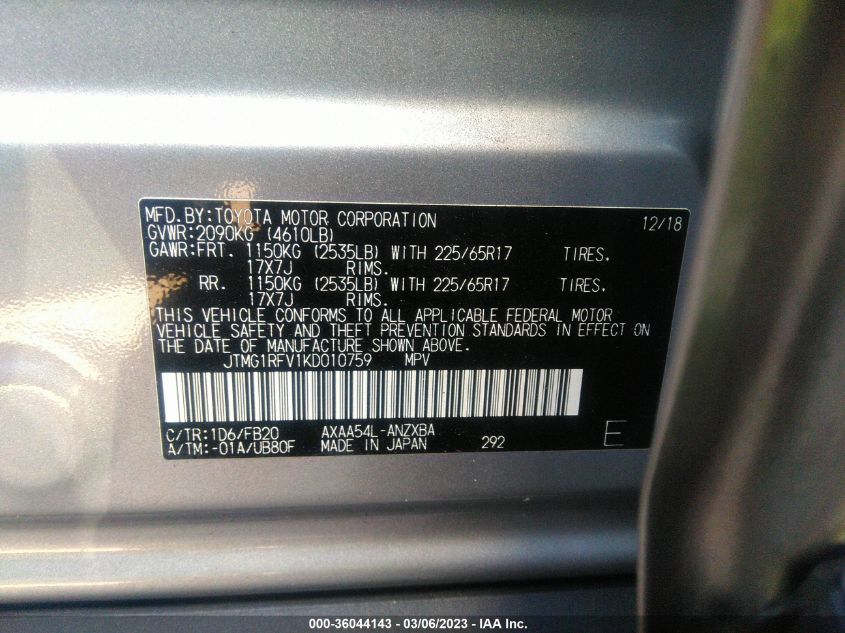 MFD.BY:TOYOTA MOTOR CORPORATION 12/18
GVWR:2090KG (4610LB)
GAWR:FRT. 1150KG (2535LB) WITH 225/65R17 TIRES.
17X7J RIMS.
RR. 1150KG (2535LB) WITH 225/65R17 TIRES.
17X7J RIMS.
THIS VEHICLE CONFORMS TO ALL APPLICABLE FEDERAL MOTOR
VEHICLE SAFETY AND THEFT PREVENTION STANDARDS IN EFFECT ON
THE DATE OF MANUFACTURE SHOWN ABOVE.
JTMG1RFV1KD010759 MPV
C/TR:1D6/FB20 AXAA54L-ANZXBA
A/TM:-01A/UB80F MADE IN JAPAN 292 E
000-36044143 - 03/06/2023 - IAA Inc.